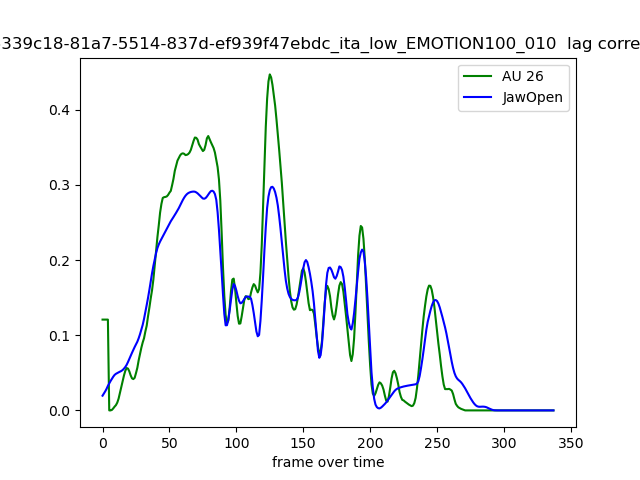 339c18-81a7-5514-837d-ef939f47ebdc_ita_low_EMOTION100_010 lag corre
AU 26
JawOpen
0.4
0.3
0.2
0.1
0.0
0 50 100 150 200 250 300 350
frame over time